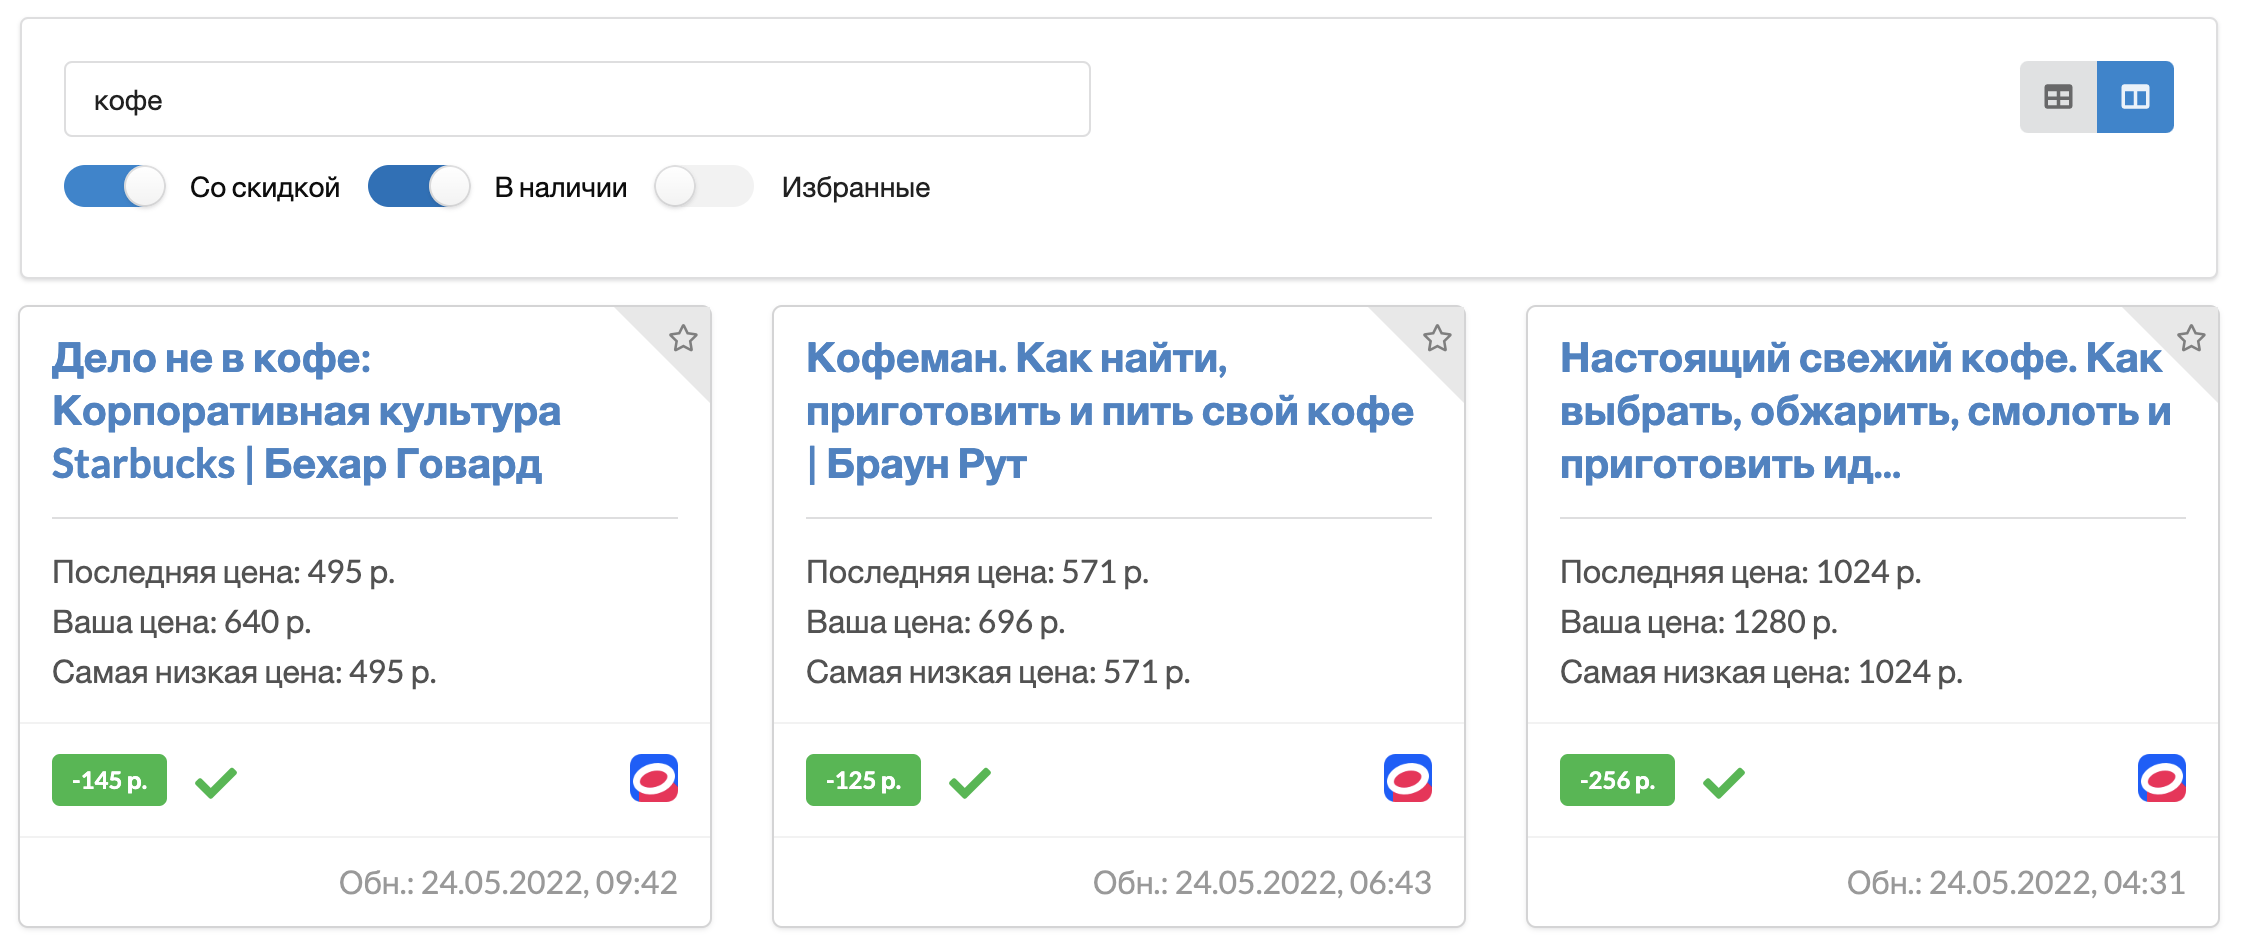 кофе
Со скидкой
В наличии
Избранные
Дело не в кофе:
Корпоративная культура
Starbucks | Бехар Говард
Последняя цена: 495 р.
Ваша цена: 640 р.
Самая низкая цена: 495 р.
-145 р.
Обн.: 24.05.2022, 09:42
Кофеман. Как найти,
приготовить и пить свой кофе
| Браун Рут
Последняя цена: 571 р.
Ваша цена: 696 р.
Самая низкая цена: 571 р.
-125 р.
Обн.: 24.05.2022, 06:43
Настоящий свежий кофе. Как
выбрать, обжарить, смолоть и
приготовить ид...
Последняя цена: 1024 р.
Ваша цена: 1280 р.
Самая низкая цена: 1024 р.
-256 р.
Обн.: 24.05.2022, 04:31